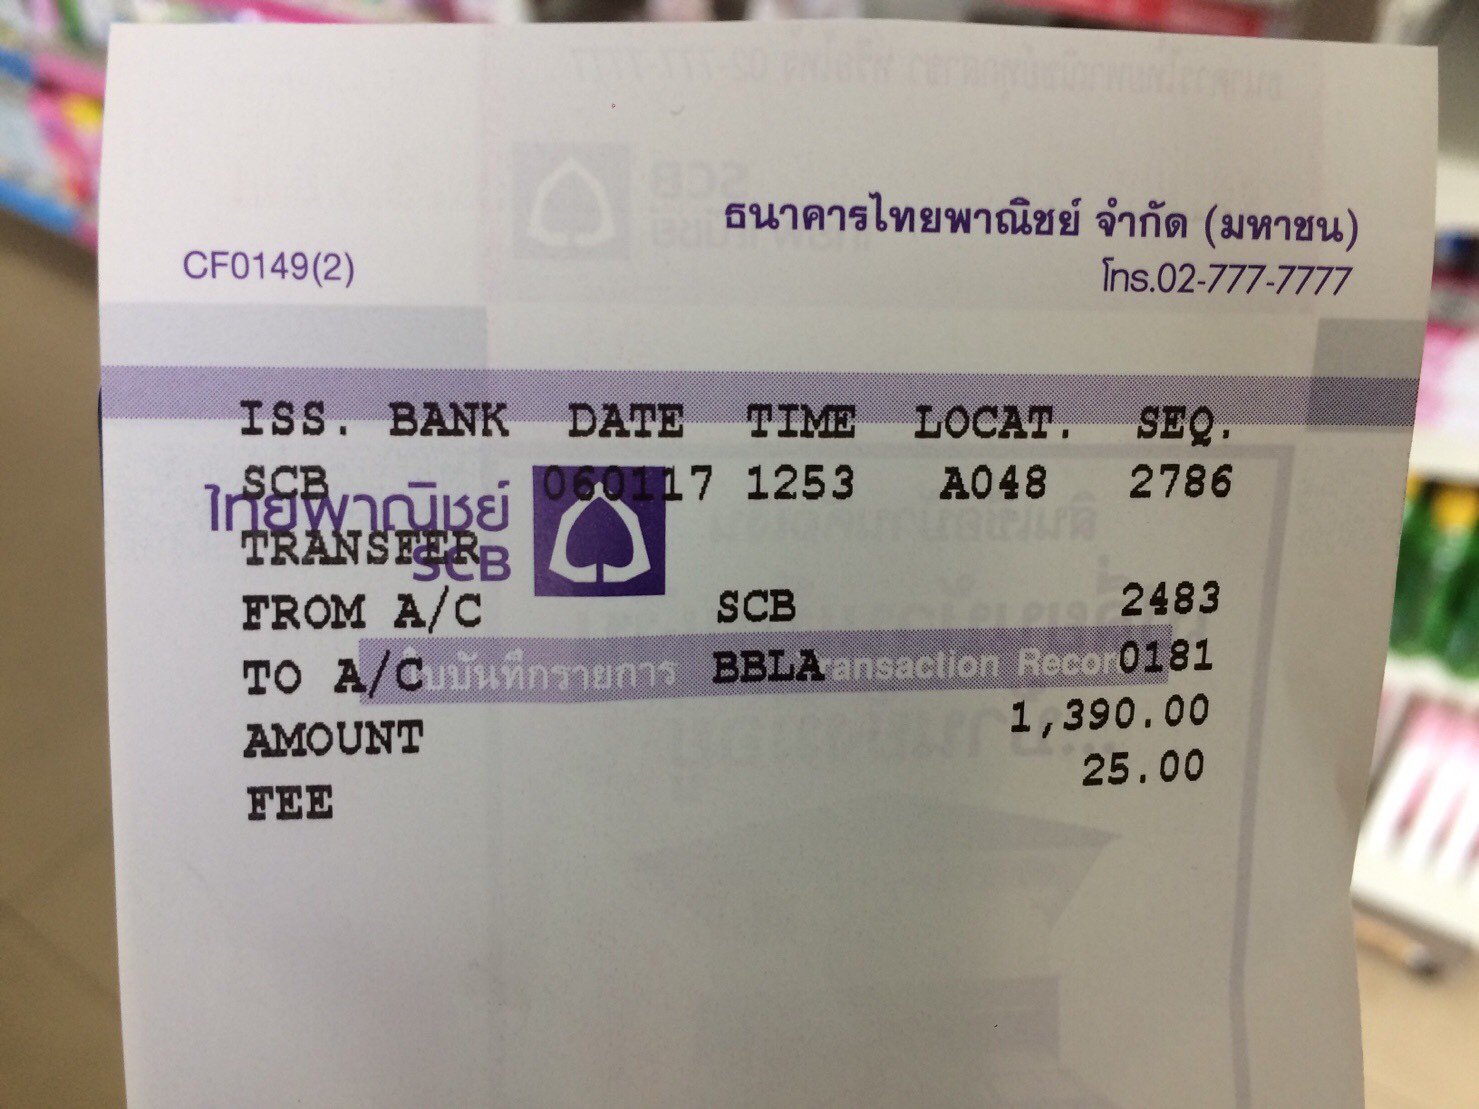 ธนาคารไทยพาณิชย์ จำกัด (มหาชน)
CF0149(2)
โทร.02-777-7777
ISS. BANK DATE TIME LOCAT. SEQ.
SCB 060117 1253 A048 2786
ไทยพาณิชย์
TRANSFER
SCB
FROM A/C SCB 2483
TO A/C BBLA 0181
ใบบันทึกรายการ Transaction Record
AMOUNT 1,390.00
FEE 25.00